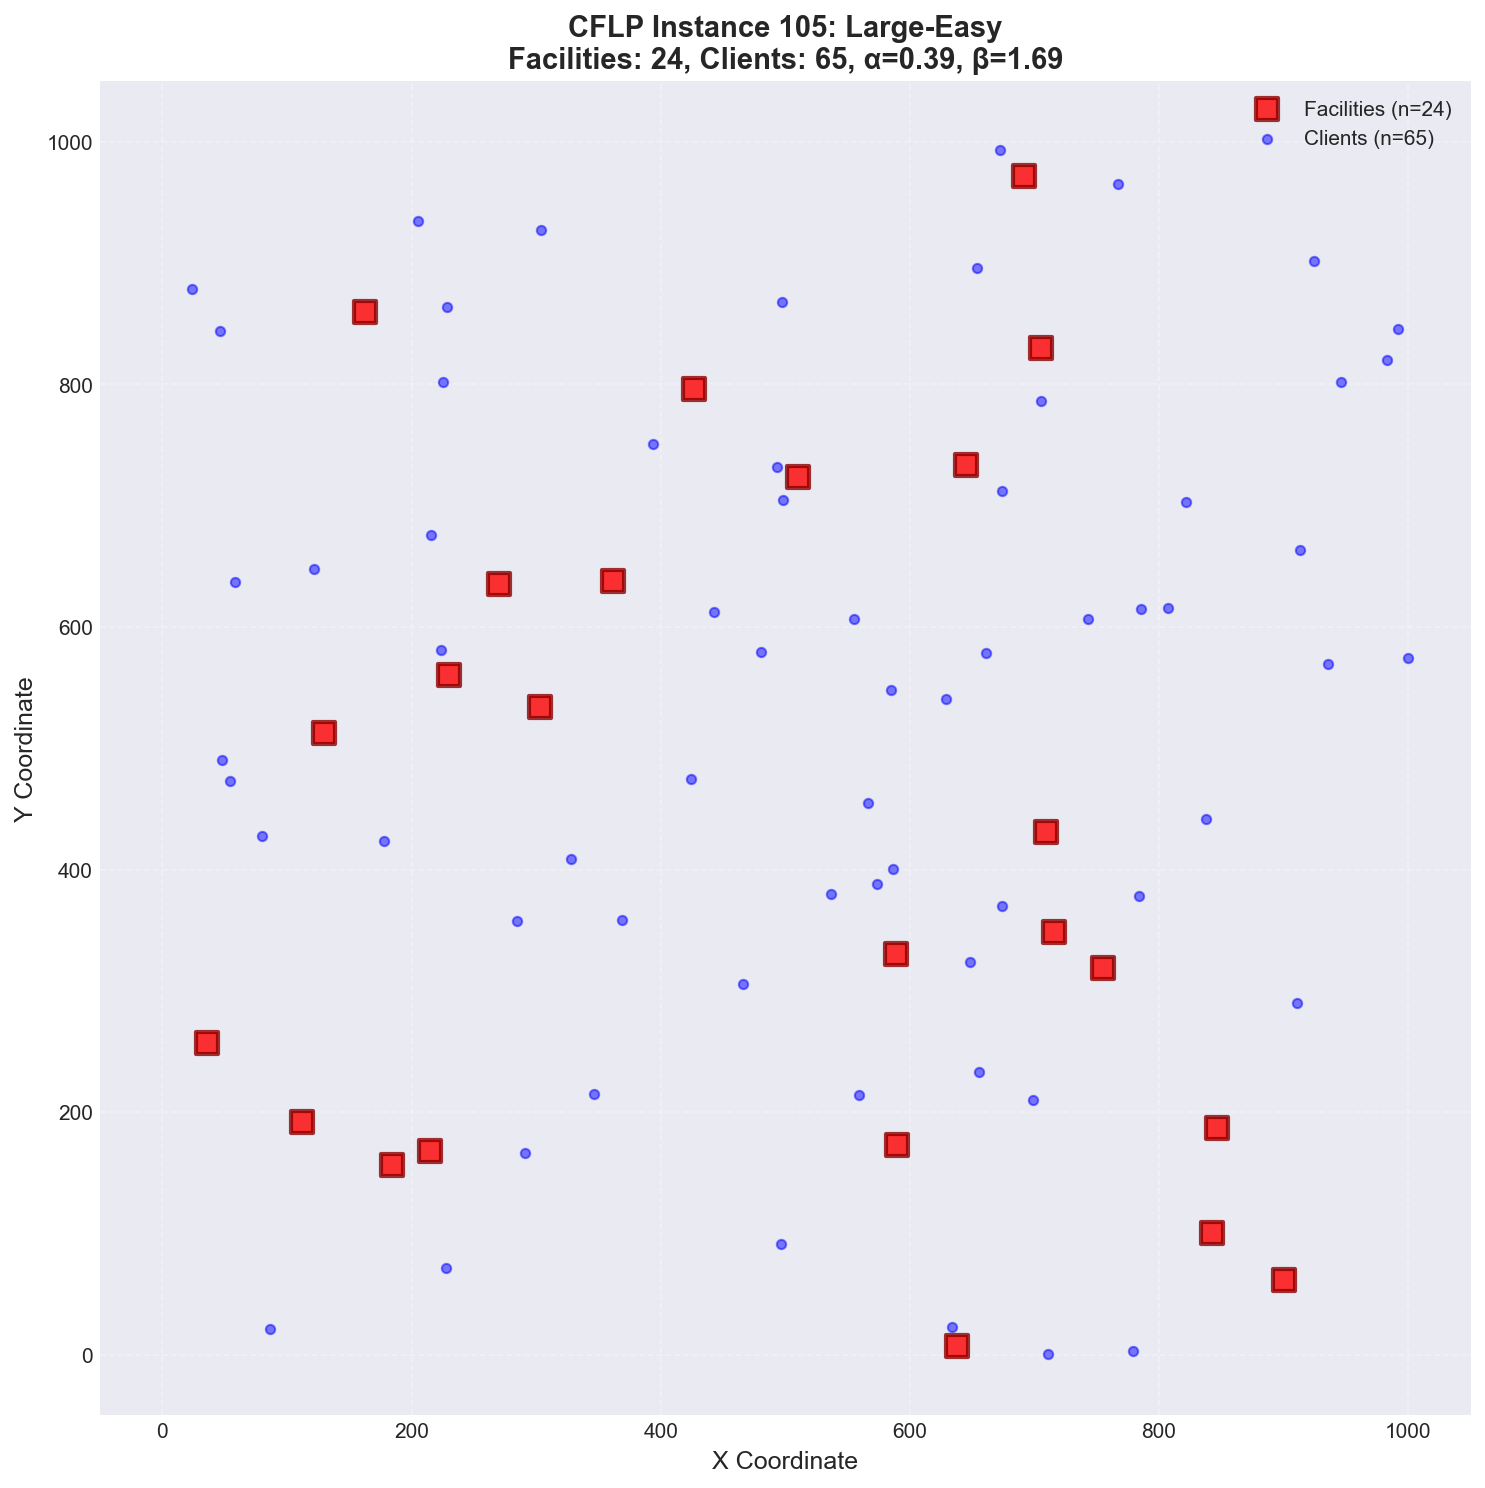 CFLP Instance 105: Large-Easy
Facilities: 24, Clients: 65, α=0.39, β=1.69
Facilities (n=24)
Clients (n=65)
1000
800
600
400
200
0
Y Coordinate
0 200 400 600 800 1000
X Coordinate